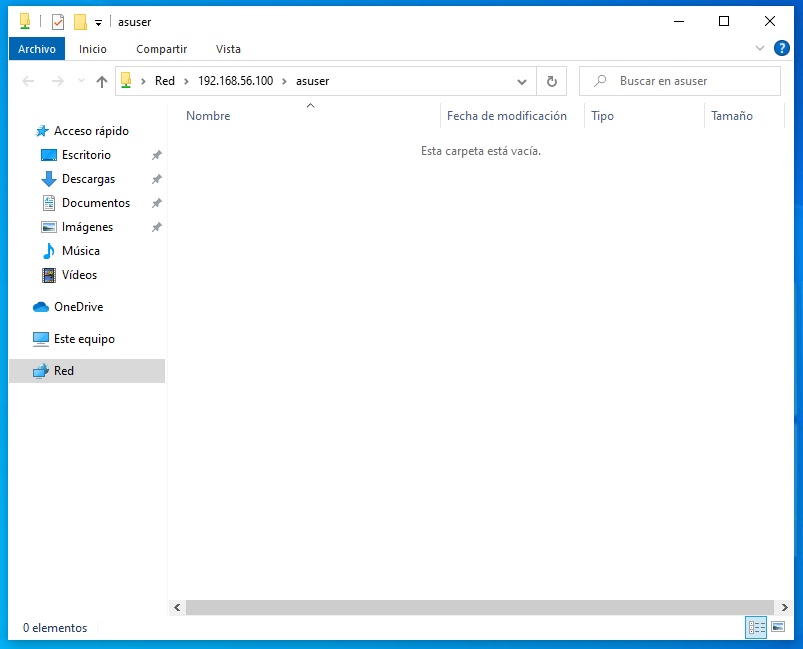 asuser
Archivo Inicio Compartir Vista
Red 192.168.56.100 asuser Buscar en asuser
Nombre Fecha de modificación Tipo Tamaño
Esta carpeta está vacía.
Acceso rápido
Escritorio
Descargas
Documentos
Imágenes
Música
Vídeos
OneDrive
Este equipo
Red
0 elementos